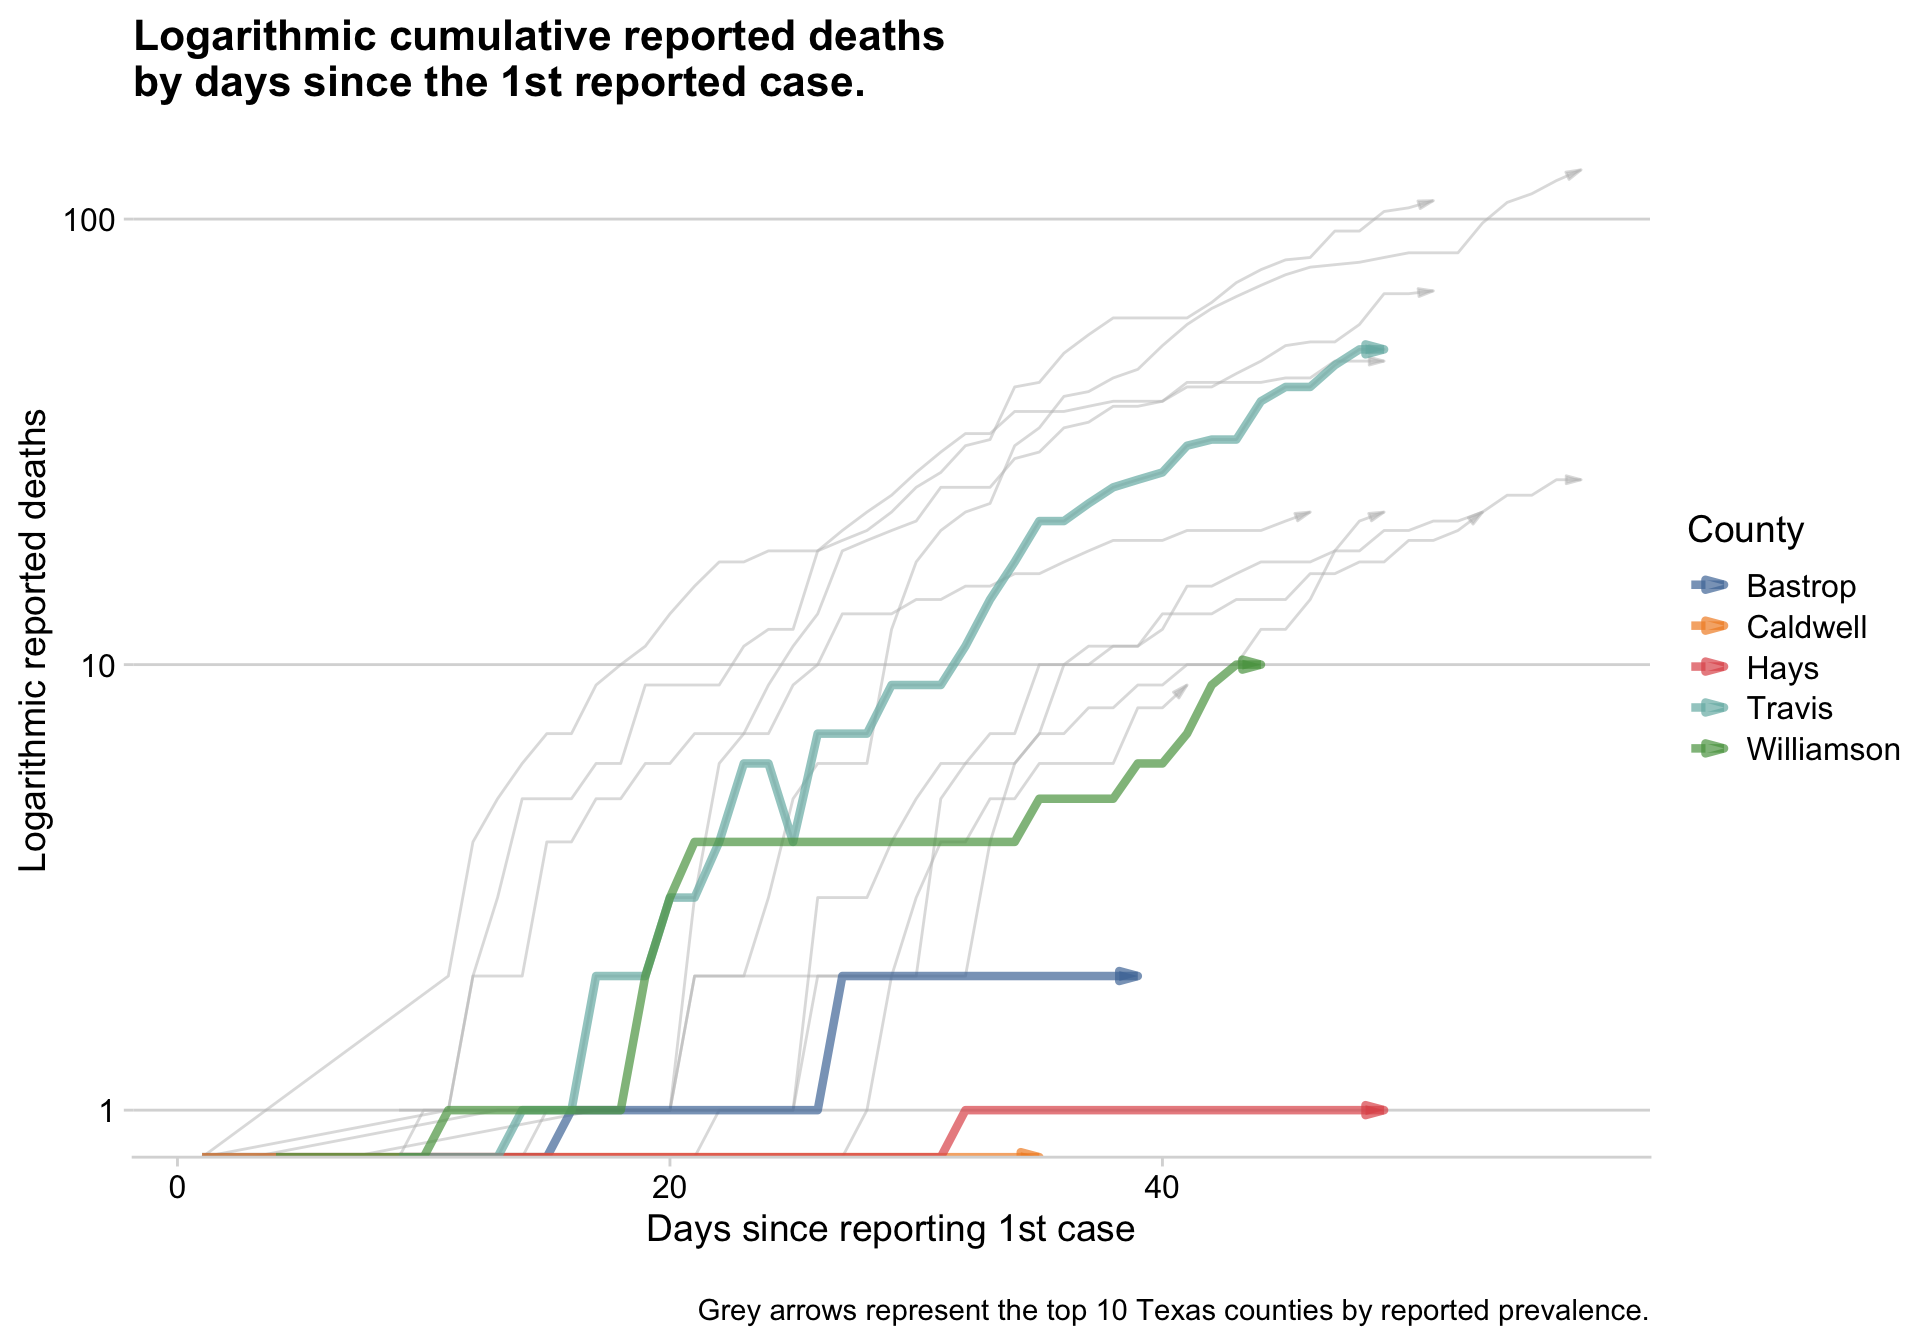 Logarithmic cumulative reported deaths
by days since the 1st reported case.
Logarithmic reported deaths
100
10
1
0
20
40
Days since reporting 1st case
County
Bastrop
Caldwell
Hays
Travis
Williamson
Grey arrows represent the top 10 Texas counties by reported prevalence.